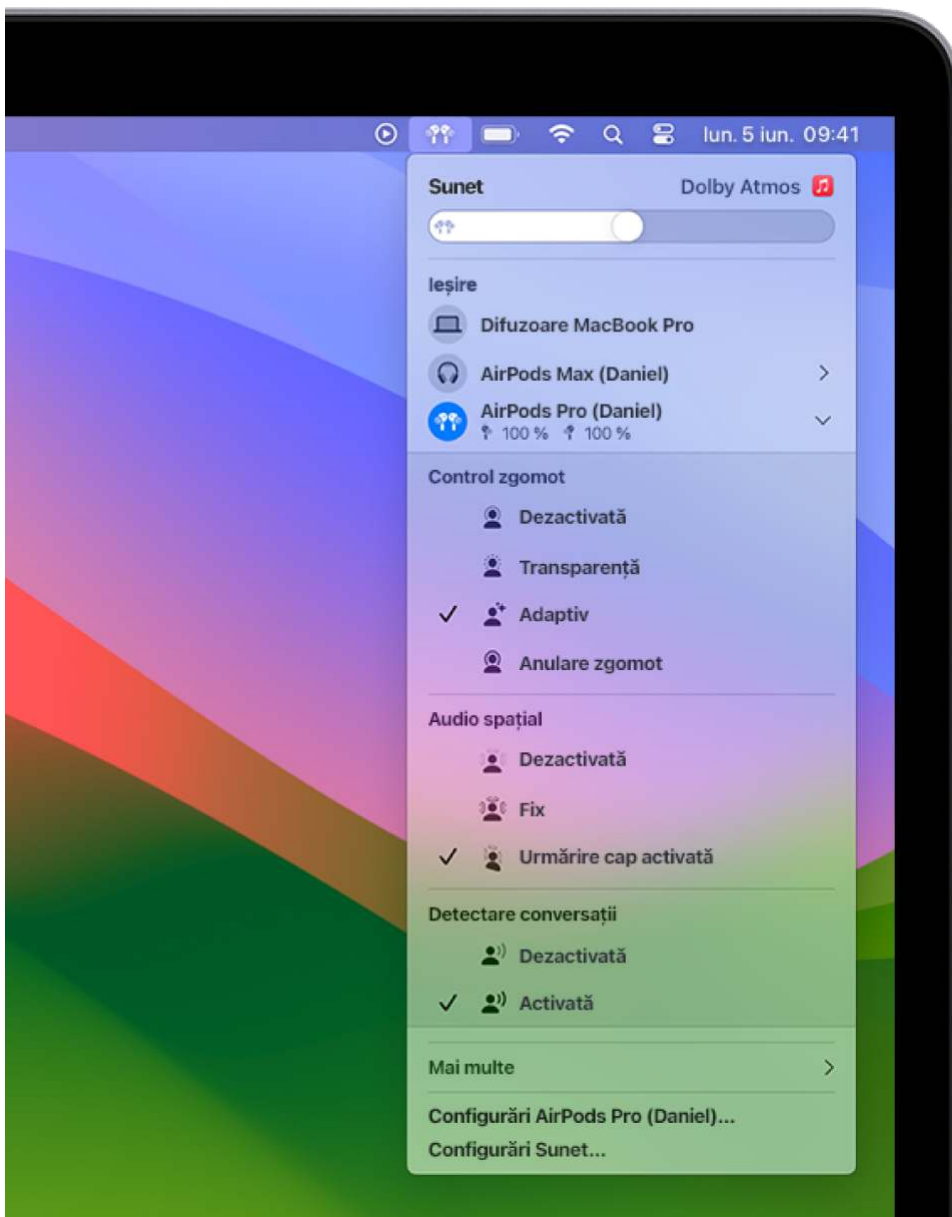 lun. 5 iun. 09:41
Sunet Dolby Atmos
Ieșire
Difuzoare MacBook Pro
AirPods Max (Daniel)
AirPods Pro (Daniel)
100 % 100 %
Control zgomot
Dezactivată
Transparență
Adaptiv
Anulare zgomot
Audio spațial
Dezactivată
Fix
Urmărire cap activată
Detectare conversații
Dezactivată
Activată
Mai multe
Configurări AirPods Pro (Daniel)...
Configurări Sunet...